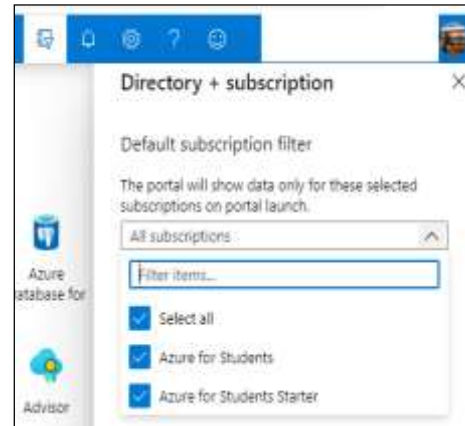 Directory + subscription
Default subscription filter
The portal will show data only for these selected
subscriptions on portal launch.
All subscriptions
Filter items...
Select all
Azure for Students
Azure for Students Starter
Azure
atabase for
Advisor